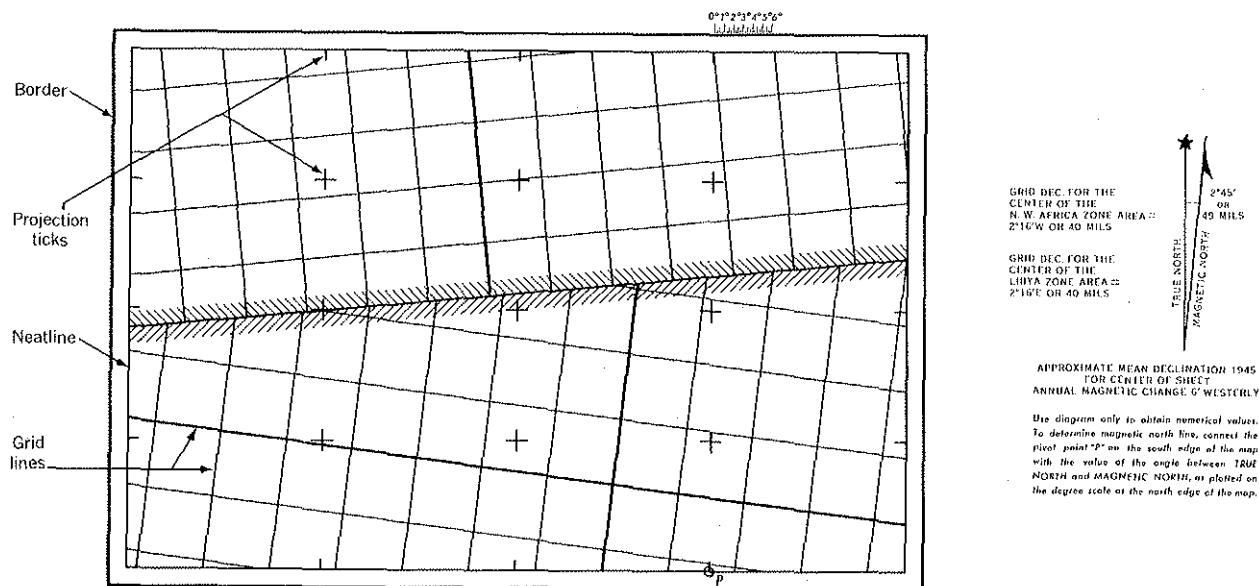 0°1°2°3°4°5°6°
Border
Projection
ticks
Neatline
Grid
lines
P
GRID DEC. FOR THE
CENTER OF THE
N. W. AFRICA ZONE AREA =
2°16'W OR 40 MILS
GRID DEC. FOR THE
CENTER OF THE
LIBYA ZONE AREA =
2°16'E OR 40 MILS
2°45'
OR
49 MILS
TRUE NORTH
MAGNETIC NORTH
APPROXIMATE MEAN DECLINATION 1945
FOR CENTER OF SHEET
ANNUAL MAGNETIC CHANGE 6' WESTERLY
Use diagram only to obtain numerical values.
To determine magnetic north line, connect the
pivot point "P" on the south edge of the map
with the value of the angle between TRUE
NORTH and MAGNETIC NORTH, as plotted on
the degree scale at the north edge of the map.